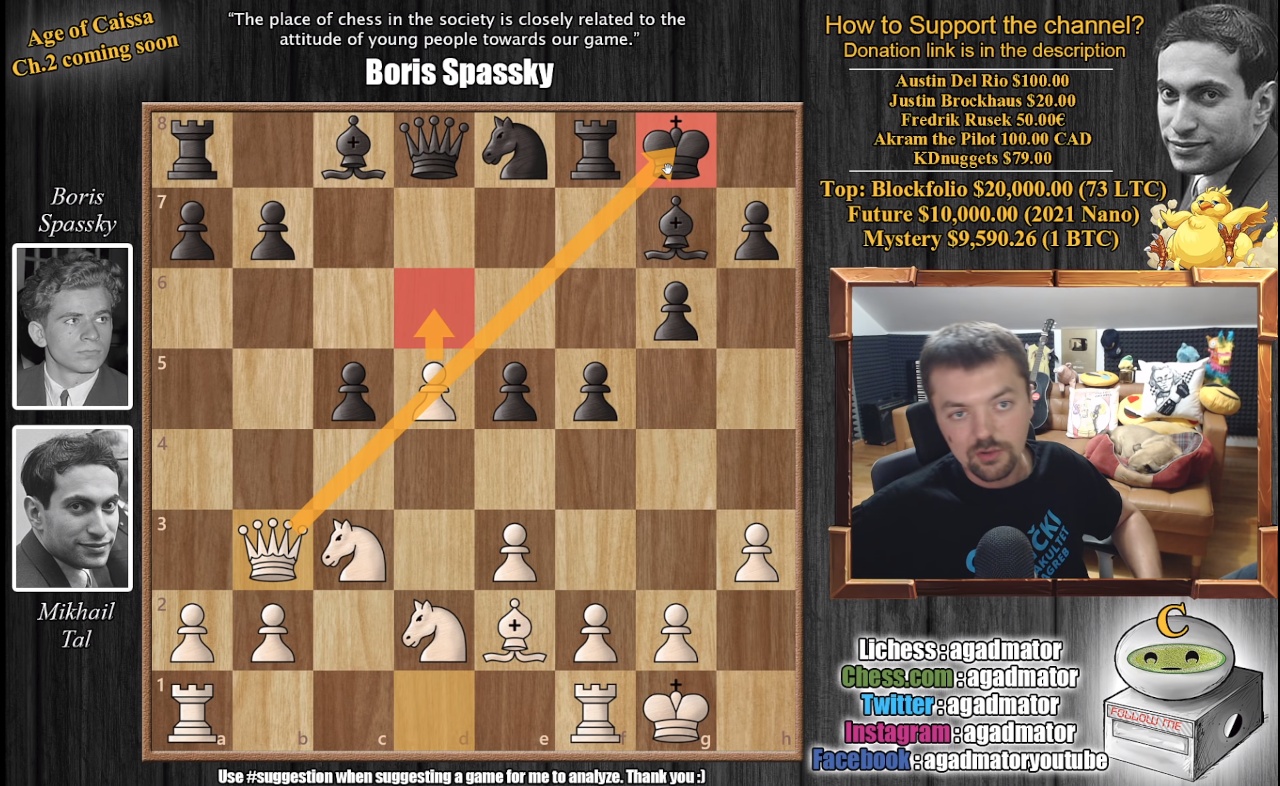 Age of Caissa
Ch.2 coming soon
“The place of chess in the society is closely related to the
attitude of young people towards our game.”
Boris Spassky
How to Support the channel?
Donation link is in the description
Austin Del Rio $100.00
Justin Brockhaus $20.00
Fredrik Rusek 50.00€
Akram the Pilot 100.00 CAD
KDnuggets $79.00
Top: Blockfolio $20,000.00 (73 LTC)
Future $10,000.00 (2021 Nano)
Mystery $9,590.26 (1 BTC)
Boris
Spassky
Mikhail
Tal
8
7
6
5
4
3
2
1
a
b
c
d
e
f
g
h
Lichess : agadmator
Chess.com : agadmator
Twitter : agadmator
Instagram : agadmator
Facebook : agadmatoryoutube
C
FOLLOW ME
Use #suggestion when suggesting a game for me to analyze. Thank you :)